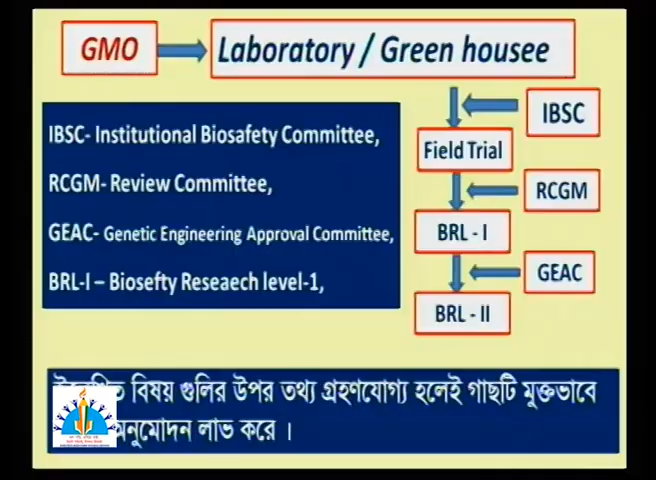 GMO
Laboratory / Green housee
IBSC
Field Trial
RCGM
BRL - I
GEAC
BRL - II
IBSC- Institutional Biosafety Committee,
RCGM- Review Committee,
GEAC- Genetic Engineering Approval Committee,
BRL-I – Biosefty Reseaech level-1,
বিষয় গুলির উপর তথ্য গ্রহণযোগ্য হলেই গাছটি মুক্তভাবে
অনুমোদন লাভ করে ।